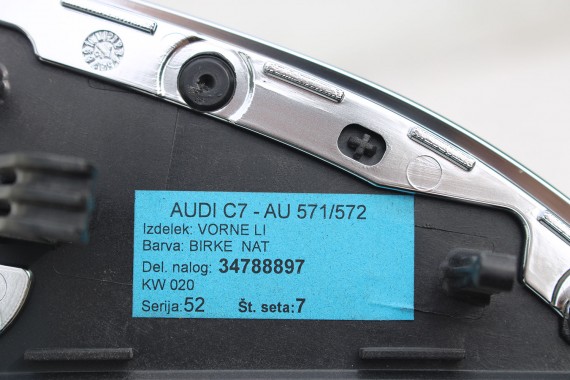 AUDI C7 - AU 571/572
Izdelek: VORNE LI
Barva: BIRKE NAT
Del. nalog: 34788897
KW 020
Serija: 52 Št. seta: 7